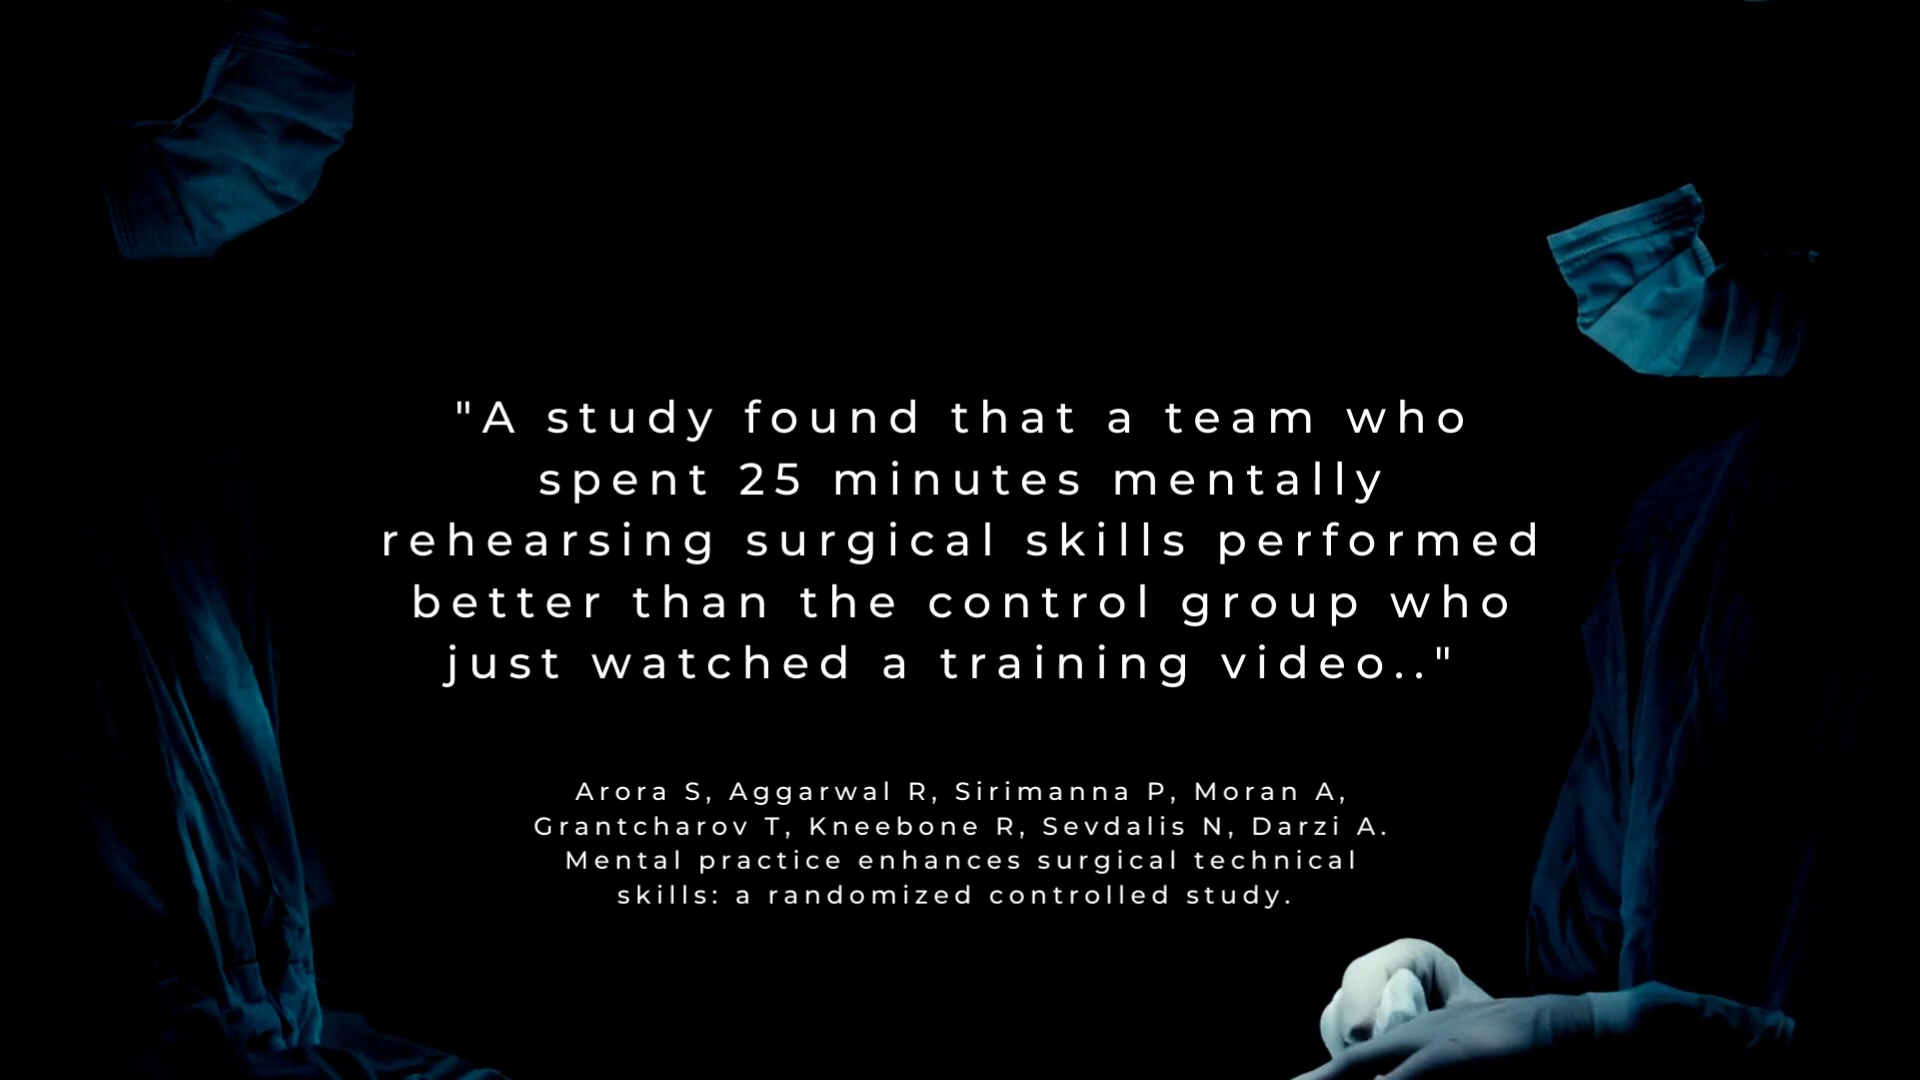 "A study found that a team who
spent 25 minutes mentally
rehearsing surgical skills performed
better than the control group who
just watched a training video.."
Arora S, Aggarwal R, Sirimanna P, Moran A,
Grantcharov T, Kneebone R, Sevdalis N, Darzi A.
Mental practice enhances surgical technical
skills: a randomized controlled study.